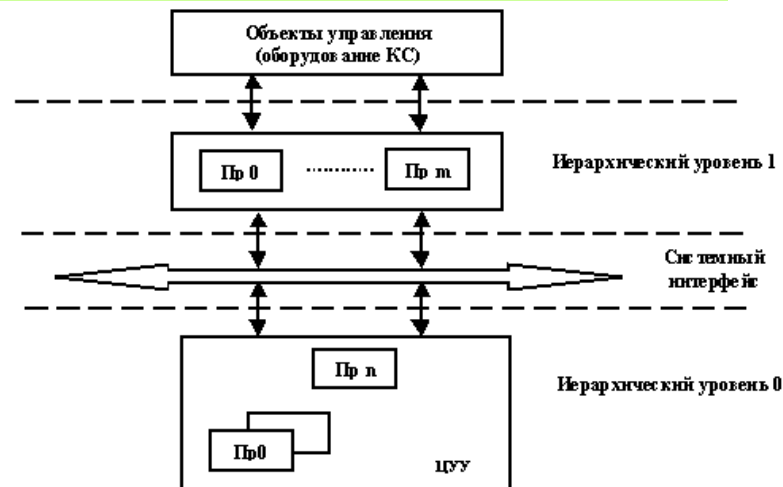 Объекты управления
(оборудование КС)
Иерархический уровень 1
Пр 0
Пр m
Системный
интерфейс
Пр n
Иерархический уровень 0
Пр0
ЦУУ